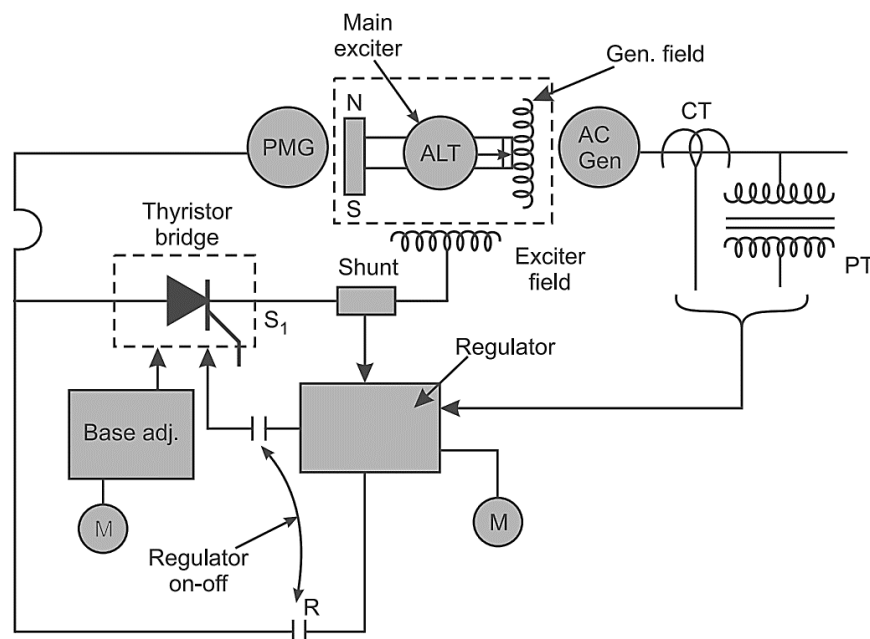 Main
exciter
Gen. field
N
CT
PMG
ALT
AC
Gen
S
Thyristor
bridge
Exciter
field
Shunt
PT
S1
Regulator
Base adj.
M
M
Regulator
on-off
R